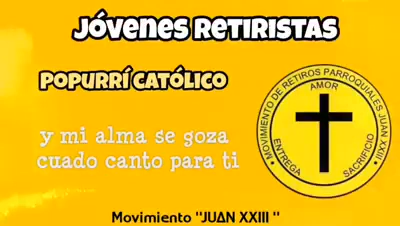 JÓVENES RETIRISTAS
POPURRÍ CATÓLICO
y mi alma se goza
cuado canto para ti
MOVIMIENTO DE RETIROS PARROQUIALES JUAN XXIII
AMOR
ENTREGA
SACRIFICIO
Movimiento "JUAN XXIII "